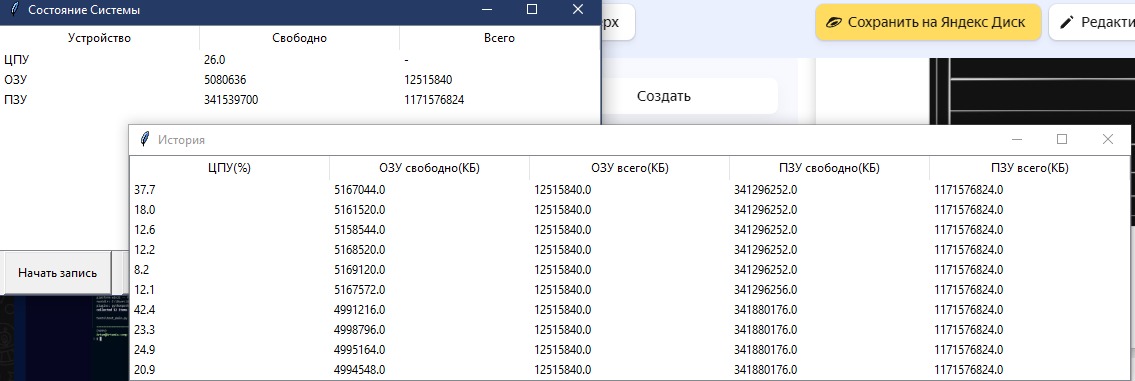 Состояние Системы
Устройство Свободно Всего
ЦПУ 26.0 -
ОЗУ 5080636 12515840
ПЗУ 341539700 1171576824
Начать запись
ерх
Сохранить на Яндекс Диск
Редакти
Создать
История
ЦПУ(%) ОЗУ свободно(КБ) ОЗУ всего(КБ) ПЗУ свободно(КБ) ПЗУ всего(КБ)
37.7 5167044.0 12515840.0 341296252.0 1171576824.0
18.0 5161520.0 12515840.0 341296252.0 1171576824.0
12.6 5158544.0 12515840.0 341296252.0 1171576824.0
12.2 5168520.0 12515840.0 341296252.0 1171576824.0
8.2 5169120.0 12515840.0 341296252.0 1171576824.0
12.1 5167572.0 12515840.0 341296256.0 1171576824.0
42.4 4991216.0 12515840.0 341880176.0 1171576824.0
23.3 4998796.0 12515840.0 341880176.0 1171576824.0
24.9 4995164.0 12515840.0 341880176.0 1171576824.0
20.9 4994548.0 12515840.0 341880176.0 1171576824.0